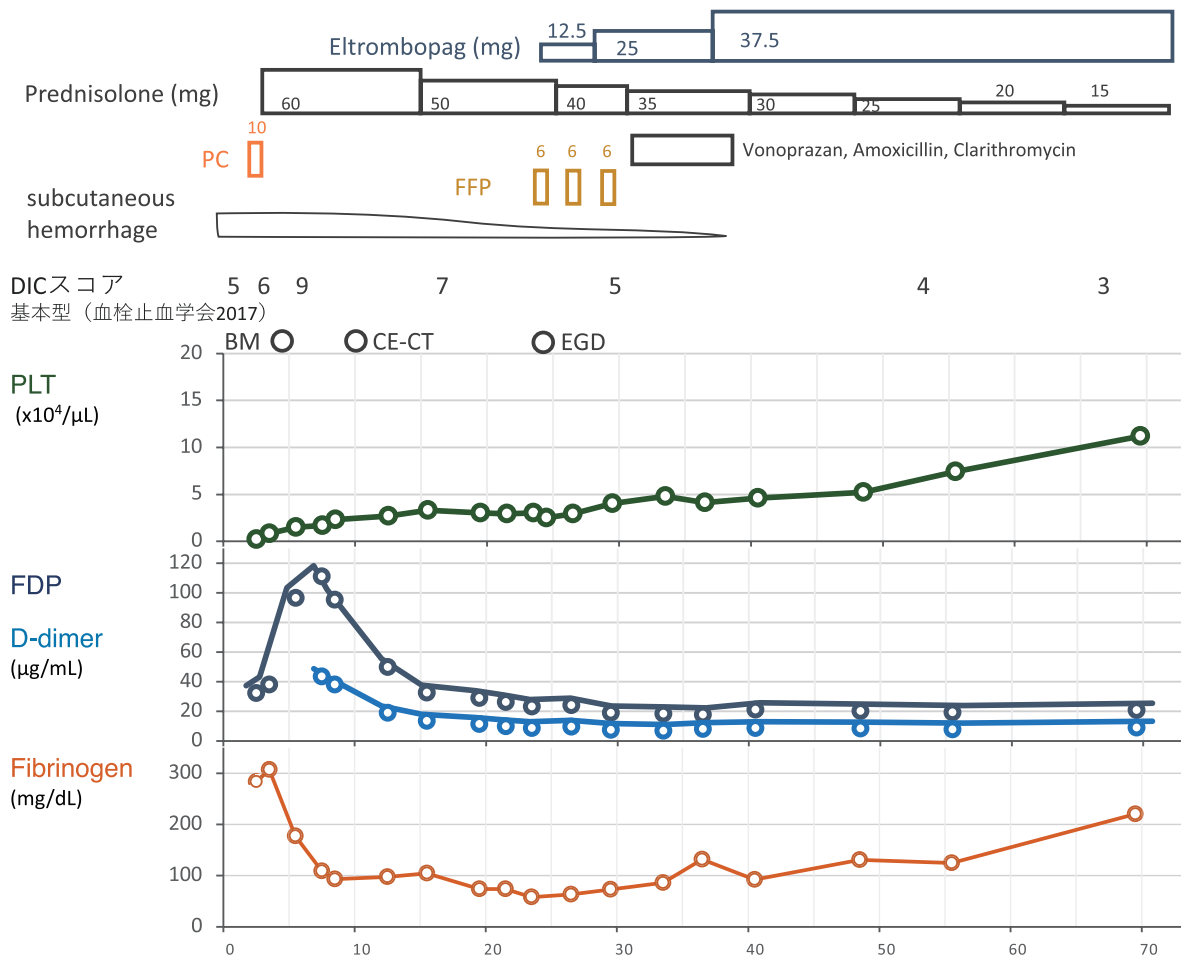 12.5
Eltrombopag (mg)
25
37.5
Prednisolone (mg)
60
50
40
35
30
25
20
15
10
PC
6
6
6
FFP
Vonoprazan, Amoxicillin, Clarithromycin
subcutaneous
hemorrhage
DICスコア
5 6 9 7 5 4 3
基本型（血栓止血学会2017）
BM
CE-CT
EGD
PLT
(x10⁴/µL)
20
15
10
5
0
FDP
D-dimer
(µg/mL)
120
100
80
60
40
20
0
Fibrinogen
(mg/dL)
300
200
100
0
0 10 20 30 40 50 60 70